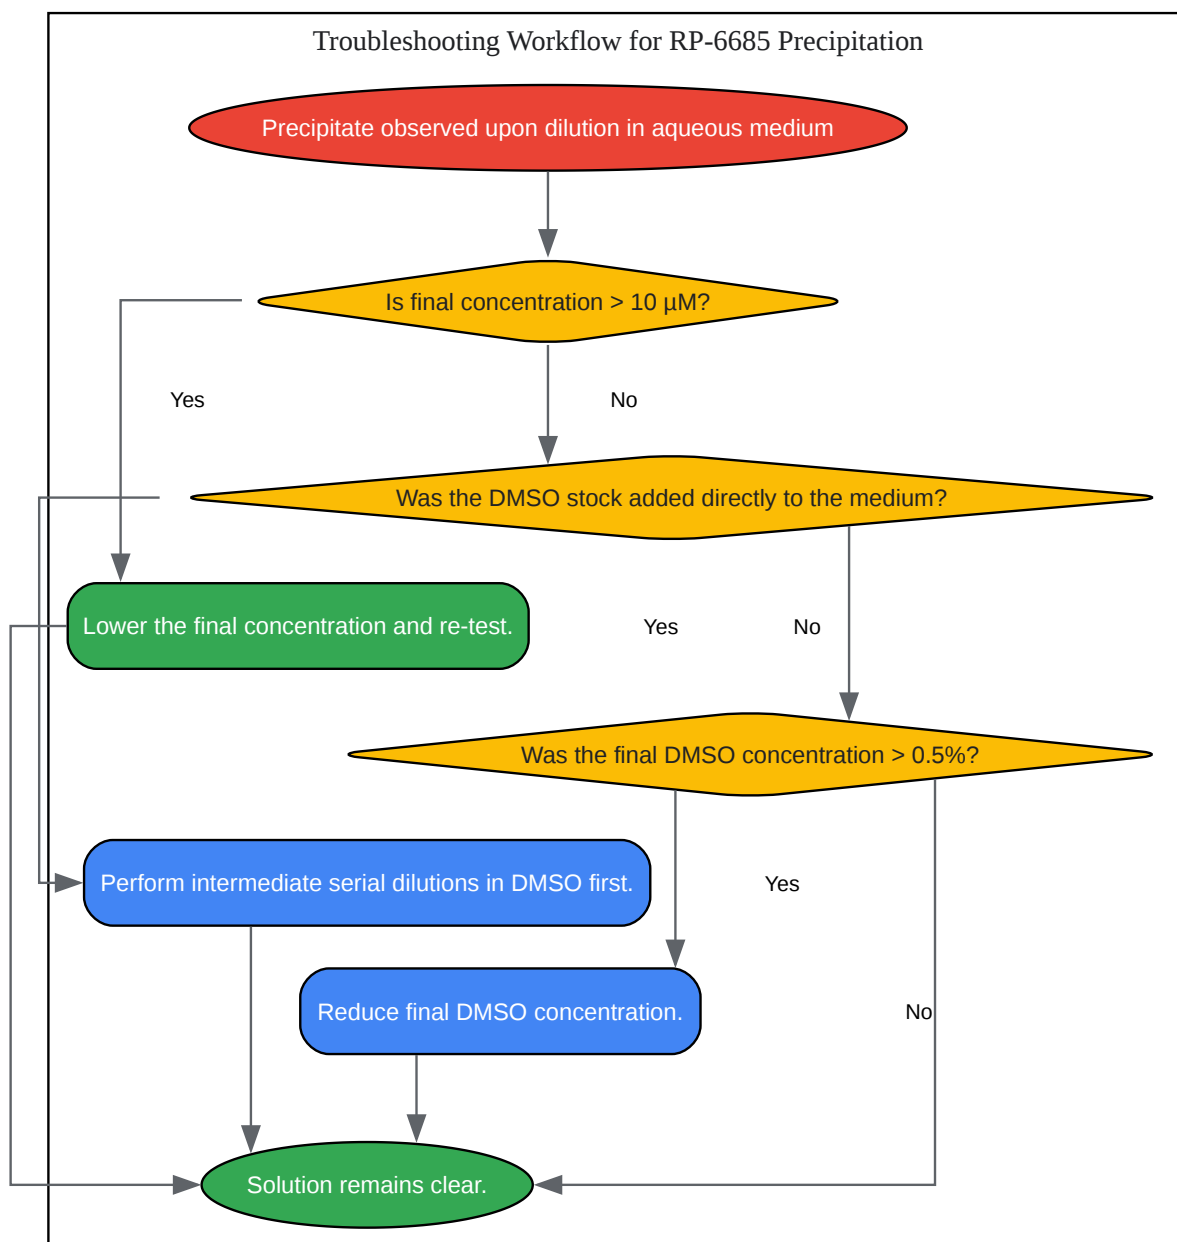 Troubleshooting Workflow for RP-6685 Precipitation
Precipitate observed upon dilution in aqueous medium
Is final concentration > 10 µM?
Yes
No
Was the DMSO stock added directly to the medium?
Lower the final concentration and re-test.
Yes
No
Was the final DMSO concentration > 0.5%?
Perform intermediate serial dilutions in DMSO first.
Yes
Reduce final DMSO concentration.
No
Solution remains clear.